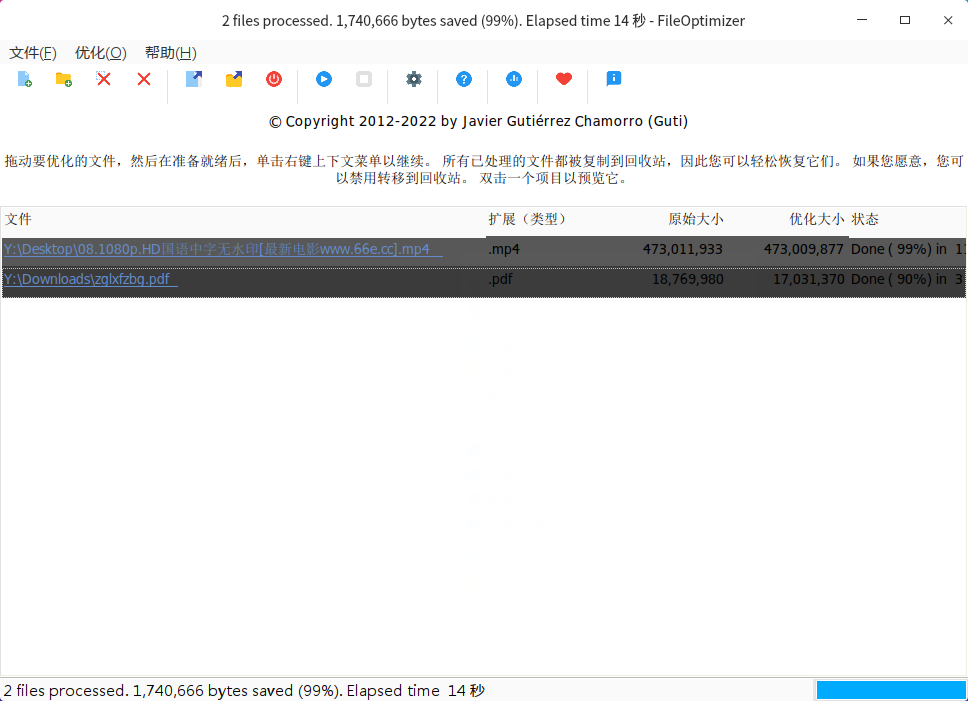 2 files processed. 1,740,666 bytes saved (99%). Elapsed time 14 秒 - FileOptimizer
文件(F) 优化(O) 帮助(H)
© Copyright 2012-2022 by Javier Gutiérrez Chamorro (Guti)
拖动要优化的文件，然后在准备就绪后，单击右键上下文菜单以继续。 所有已处理的文件都被复制到回收站，因此您可以轻松恢复它们。 如果您愿意，您可
以禁用转移到回收站。 双击一个项目以预览它。
文件 扩展（类型） 原始大小 优化大小 状态
Y:\Desktop\08.1080p.HD国语中字无水印[最新电影www.66e.cc].mp4 .mp4 473,011,933 473,009,877 Done ( 99%) in
Y:\Downloads\zglxfzbg.pdf .pdf 18,769,980 17,031,370 Done ( 90%) in 3
2 files processed. 1,740,666 bytes saved (99%). Elapsed time 14 秒